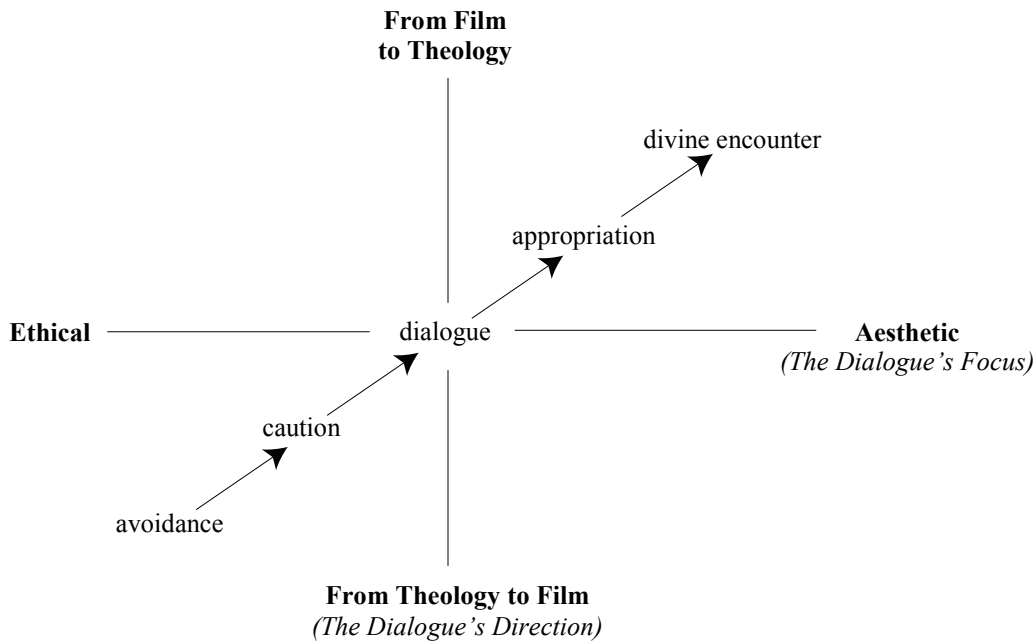 From Film
to Theology
divine encounter
appropriation
Ethical
dialogue
Aesthetic
(The Dialogue’s Focus)
caution
avoidance
From Theology to Film
(The Dialogue’s Direction)